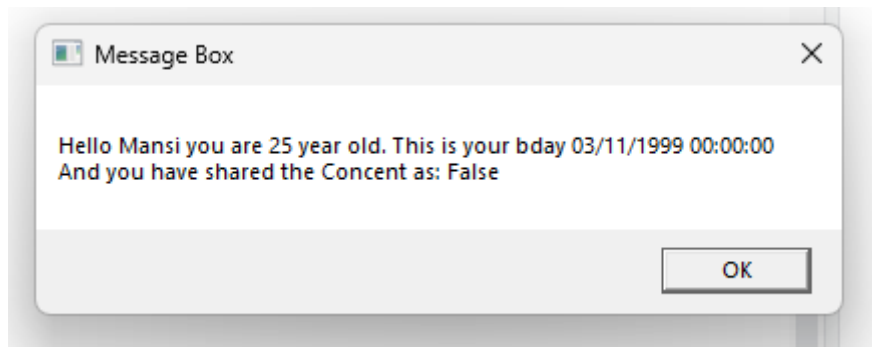 Message Box
Hello Mansi you are 25 year old. This is your bday 03/11/1999 00:00:00
And you have shared the Concent as: False
OK